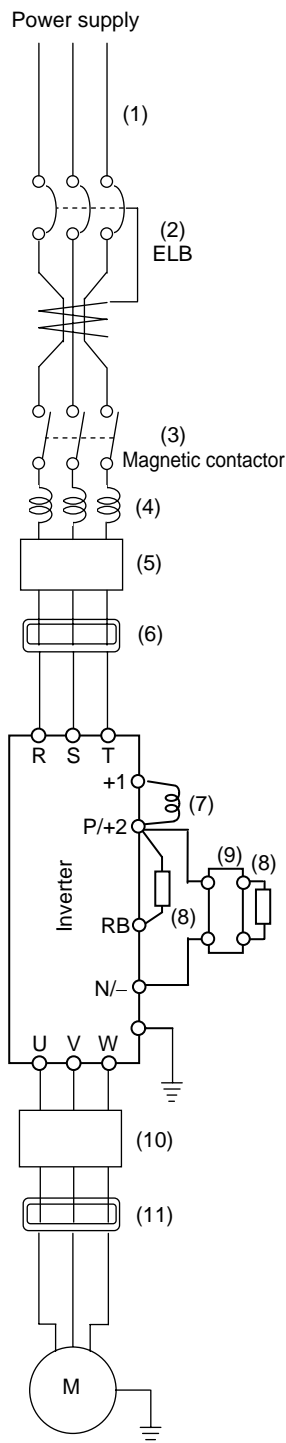 Power supply
(1)
(2)
ELB
(3)
Magnetic contactor
(4)
(5)
(6)
R S T
+1
(7)
P/+2
(9) (8)
(8)
Inverter
RB
N/–
U V W
(10)
(11)
M